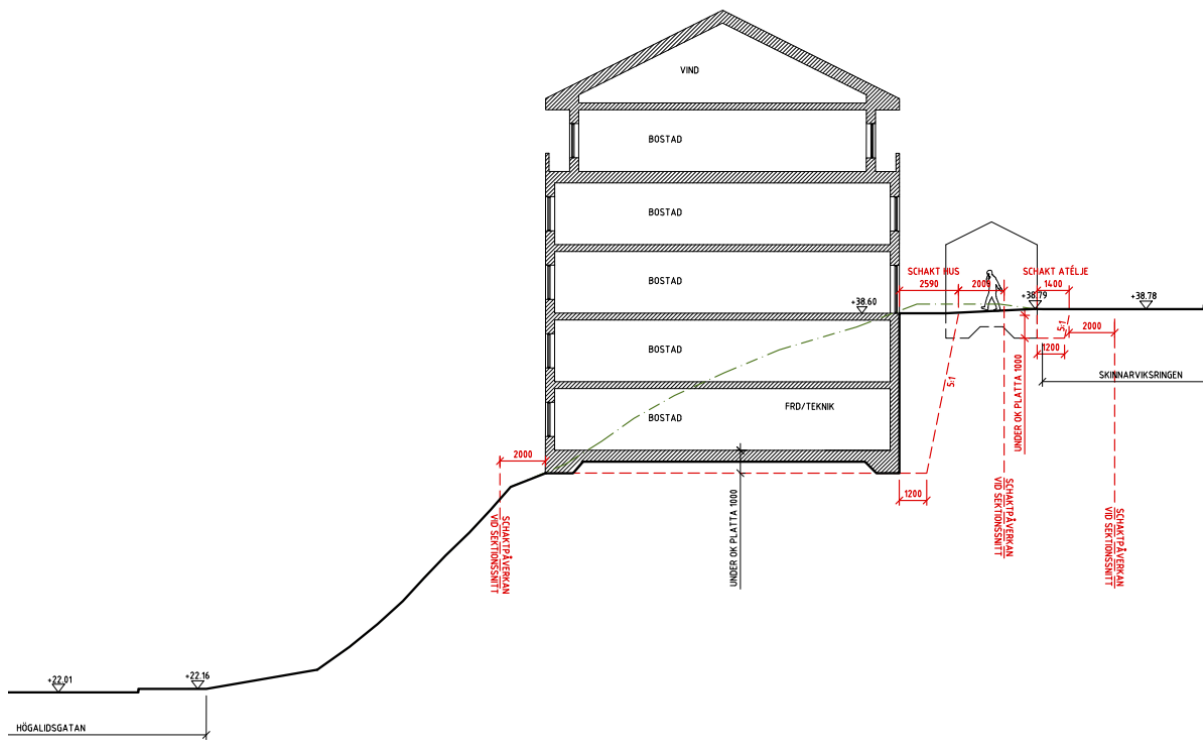 VIND
BOSTAD
BOSTAD
BOSTAD
SCHAKT HUS
SCHAKT ATÉLJE
2590
2009
1400
+38.60
+38.79
+38.78
BOSTAD
5:1
5:1
2000
1200
SKINNARVIKSRINGEN
UNDER OK PLATTA 1000
FRD/TEKNIK
BOSTAD
2000
1200
SCHAKTPÅVERKAN
VID SEKTIONSSNITT
UNDER OK PLATTA 1000
SCHAKTPÅVERKAN
VID SEKTIONSSNITT
SCHAKTPÅVERKAN
VID SEKTIONSSNITT
+22.01
+22.16
HÖGALIDSGATAN